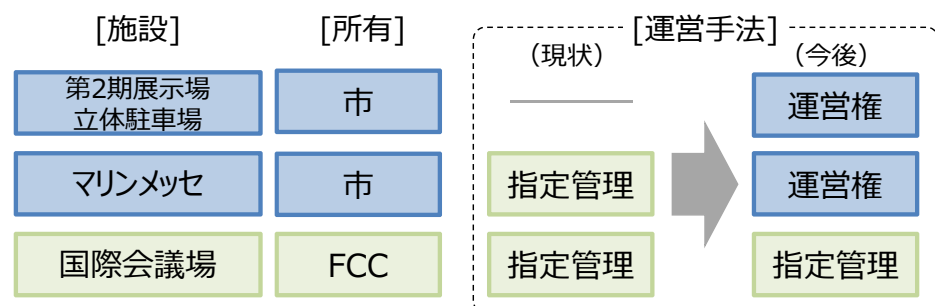 [施設]
[所有]
[運営手法]
（現状）
（今後）
第2期展示場
立体駐車場
市
運営権
マリンメッセ
市
指定管理
運営権
国際会議場
FCC
指定管理
指定管理